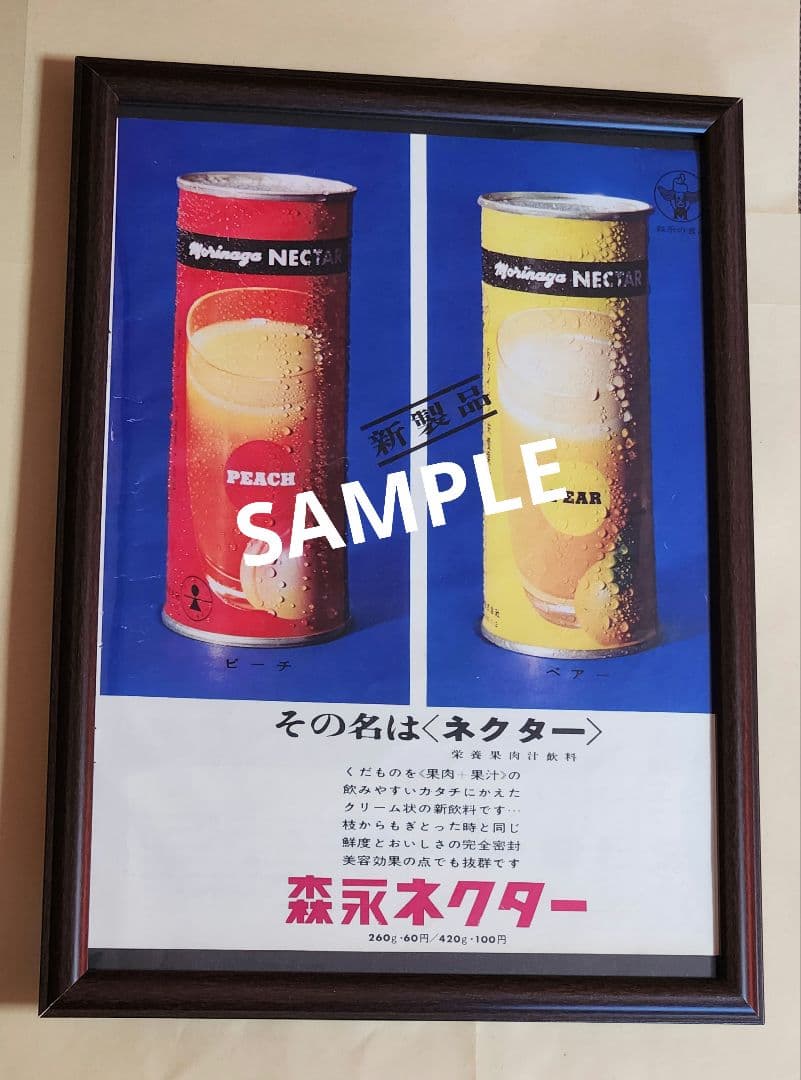 Morinaga NECTAR
PEACH
ピーチ
新製品
Morinaga NECTAR
ペアー
SAMPLE
その名は〈ネクター〉
栄養果肉汁飲料
くだものを《果肉+果汁》の
飲みやすいカタチにかえた
クリーム状の新飲料です…
枝からもぎとった時と同じ
鮮度とおいしさの完全密封
美容効果の点でも抜群です
森永ネクター
260g・60円/420g・100円